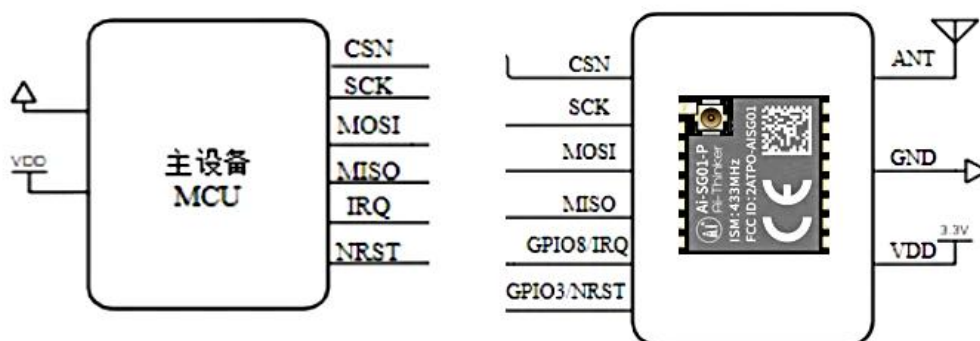 CSN
SCK
MOSI
MISO
IRQ
NRST
VDD
主设备
MCU
CSN
SCK
MOSI
MISO
GPIO8/IRQ
GPIO3/NRST
Ai
Ai-SG01-P
Ai-Thinker
ISM:433MHz
FCC ID:2ATPO-AISG01
CE
ANT
GND
3.3V
VDD